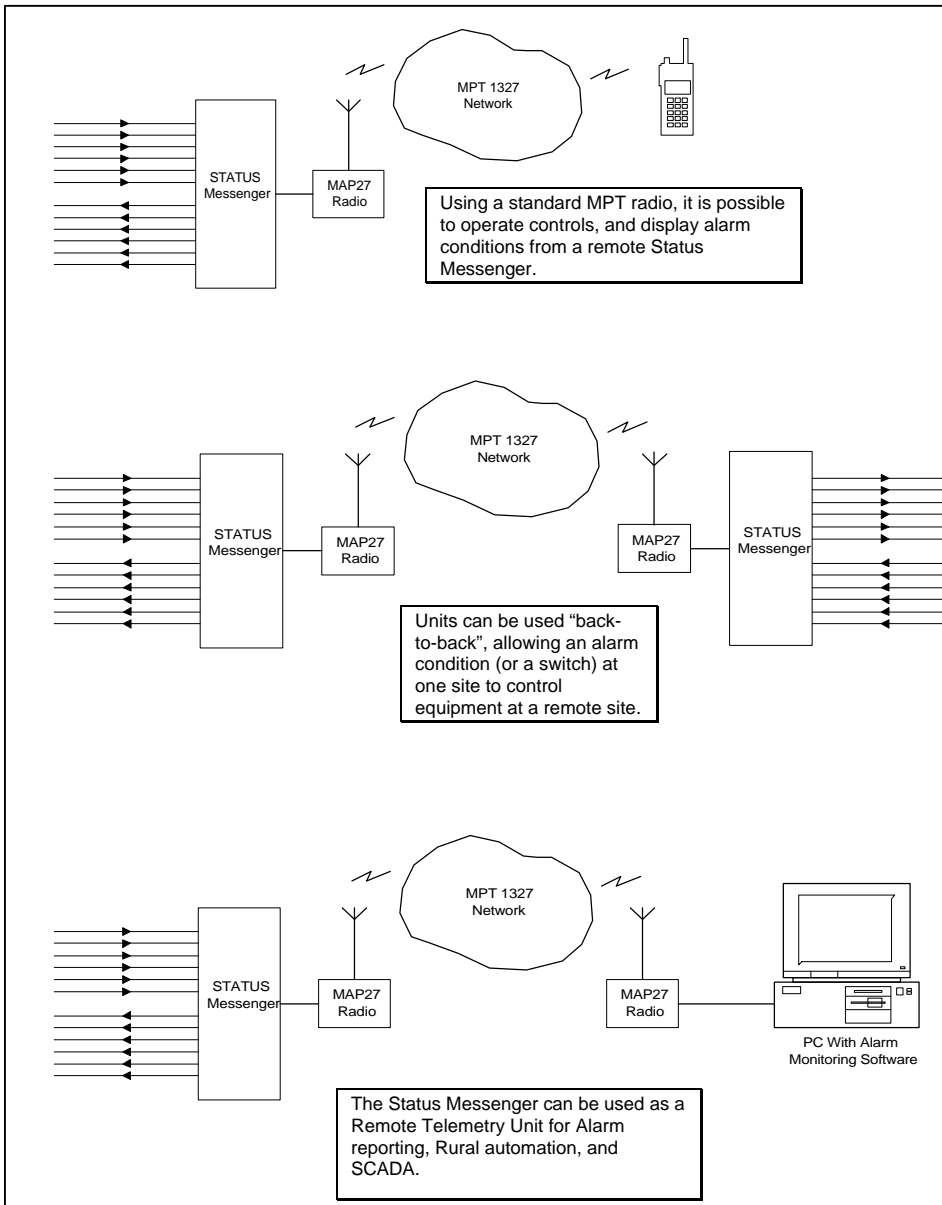 MPT 1327
Network
STATUS
Messenger
MAP27
Radio
Using a standard MPT radio, it is possible
to operate controls, and display alarm
conditions from a remote Status
Messenger.
MPT 1327
Network
STATUS
Messenger
MAP27
Radio
MAP27
Radio
STATUS
Messenger
Units can be used “back-
to-back”, allowing an alarm
condition (or a switch) at
one site to control
equipment at a remote site.
MPT 1327
Network
STATUS
Messenger
MAP27
Radio
MAP27
Radio
PC With Alarm
Monitoring Software
The Status Messenger can be used as a
Remote Telemetry Unit for Alarm
reporting, Rural automation, and
SCADA.